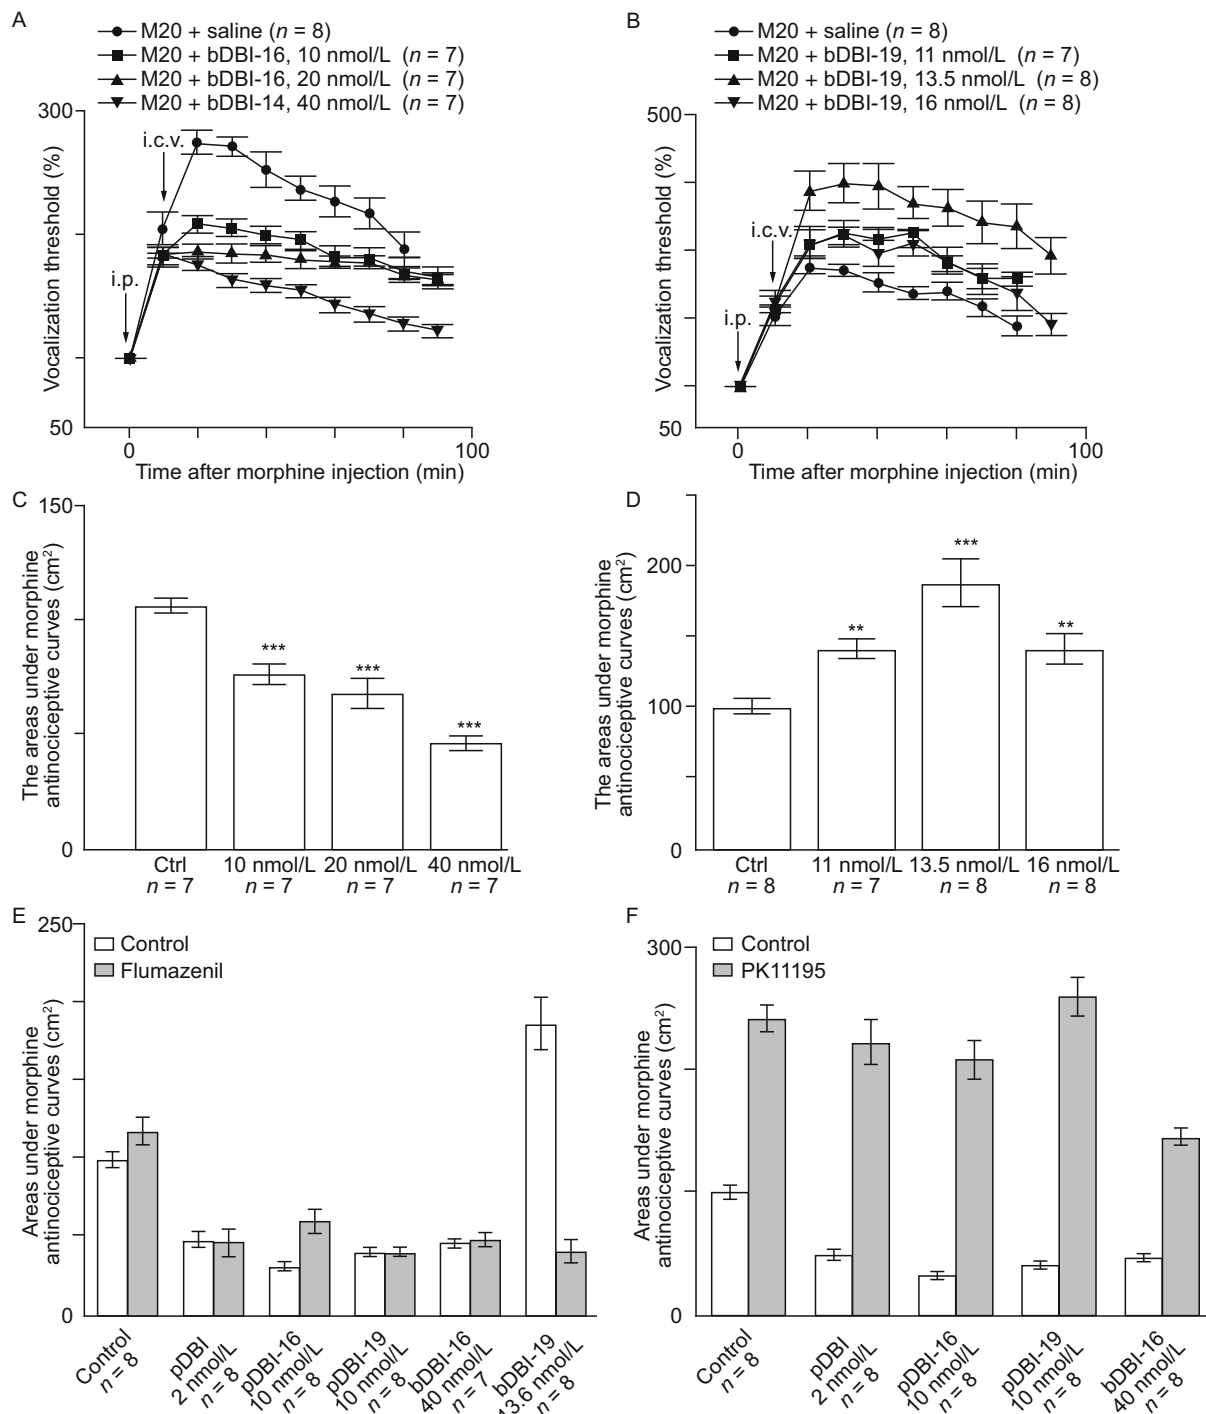 A
M20 + saline (n = 8)
M20 + bDBI-16, 10 nmol/L (n = 7)
M20 + bDBI-16, 20 nmol/L (n = 7)
M20 + bDBI-14, 40 nmol/L (n = 7)
300
i.c.v.
i.p.
Vocalization threshold (%)
50
0
100
Time after morphine injection (min)
B
M20 + saline (n = 8)
M20 + bDBI-19, 11 nmol/L (n = 7)
M20 + bDBI-19, 13.5 nmol/L (n = 8)
M20 + bDBI-19, 16 nmol/L (n = 8)
500
i.c.v.
i.p.
Vocalization threshold (%)
50
0
100
Time after morphine injection (min)
C
150
The areas under morphine
antinociceptive curves (cm²)
***
***
***
0
Ctrl
n = 7
10 nmol/L
n = 7
20 nmol/L
n = 7
40 nmol/L
n = 7
D
200
100
0
The areas under morphine
antinociceptive curves (cm²)
**
***
**
Ctrl
n = 8
11 nmol/L
n = 7
13.5 nmol/L
n = 8
16 nmol/L
n = 8
E
250
Control
Flumazenil
Areas under morphine
antinociceptive curves (cm²)
0
Control
n = 8
pDBI
2 nmol/L
n = 8
pDBI-16
10 nmol/L
n = 8
pDBI-19
10 nmol/L
n = 8
bDBI-16
40 nmol/L
n = 7
bDBI-19
13.6 nmol/L
n = 8
F
300
Control
PK11195
Areas under morphine
antinociceptive curves (cm²)
0
Control
n = 8
pDBI
2 nmol/L
n = 8
pDBI-16
10 nmol/L
n = 8
pDBI-19
10 nmol/L
n = 8
bDBI-16
40 nmol/L
n = 8